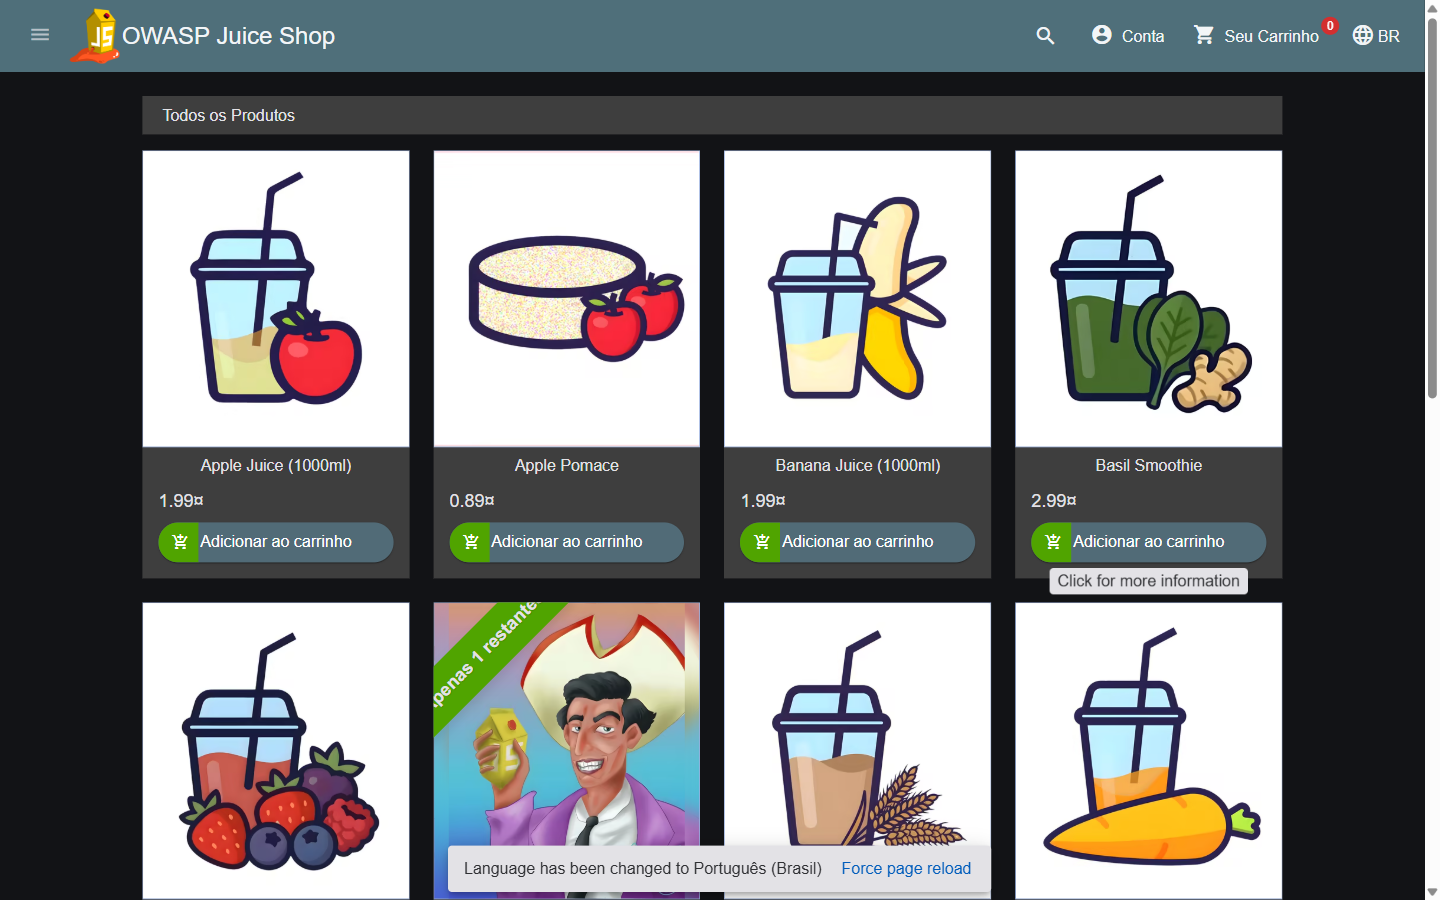 OWASP Juice Shop
Conta
Seu Carrinho
0
BR
Todos os Produtos
Apple Juice (1000ml)
1.99¤
Adicionar ao carrinho
Apple Pomace
0.89¤
Adicionar ao carrinho
Banana Juice (1000ml)
1.99¤
Adicionar ao carrinho
Basil Smoothie
2.99¤
Adicionar ao carrinho
Click for more information
penas 1 restante
Language has been changed to Português (Brasil) Force page reload